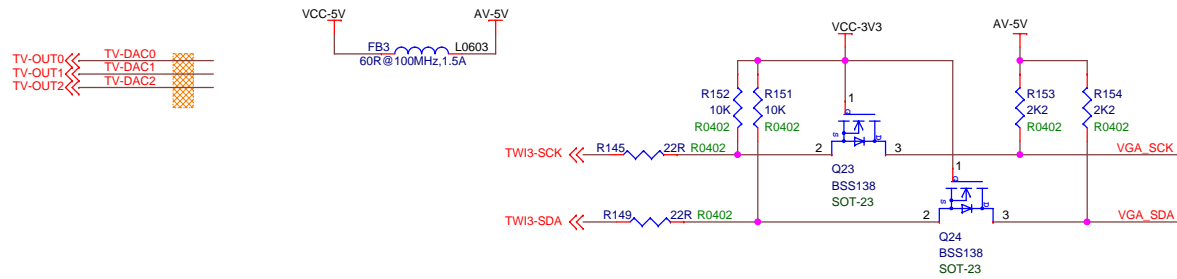 VCC-5V
AV-5V
FB3
L0603
60R@100MHz,1.5A
TV-OUT0
TV-DAC0
TV-OUT1
TV-DAC1
TV-OUT2
TV-DAC2
VCC-3V3
AV-5V
R152
10K
R0402
R151
10K
R0402
R153
2K2
R0402
R154
2K2
R0402
1
G
S
D
TWI3-SCK
R145
22R
R0402
2
3
VGA_SCK
Q23
BSS138
SOT-23
1
G
S
D
TWI3-SDA
R149
22R
R0402
2
3
VGA_SDA
Q24
BSS138
SOT-23